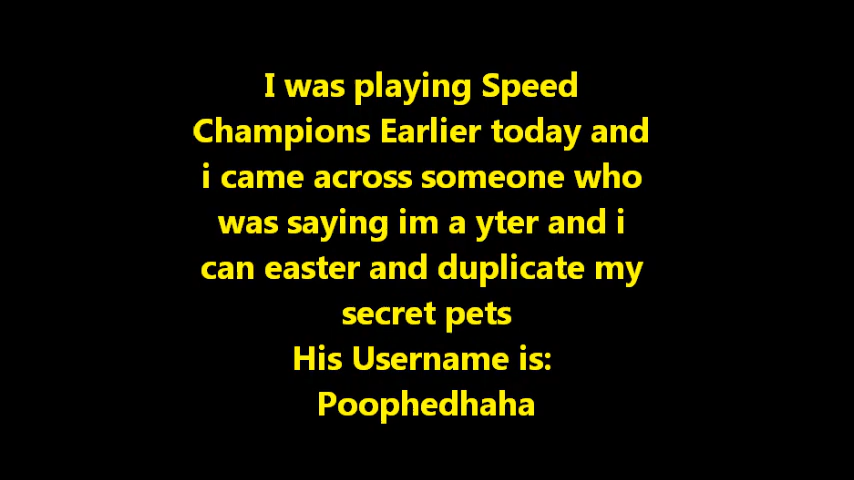 I was playing Speed
Champions Earlier today and
i came across someone who
was saying im a yter and i
can easter and duplicate my
secret pets
His Username is:
Poophedhaha